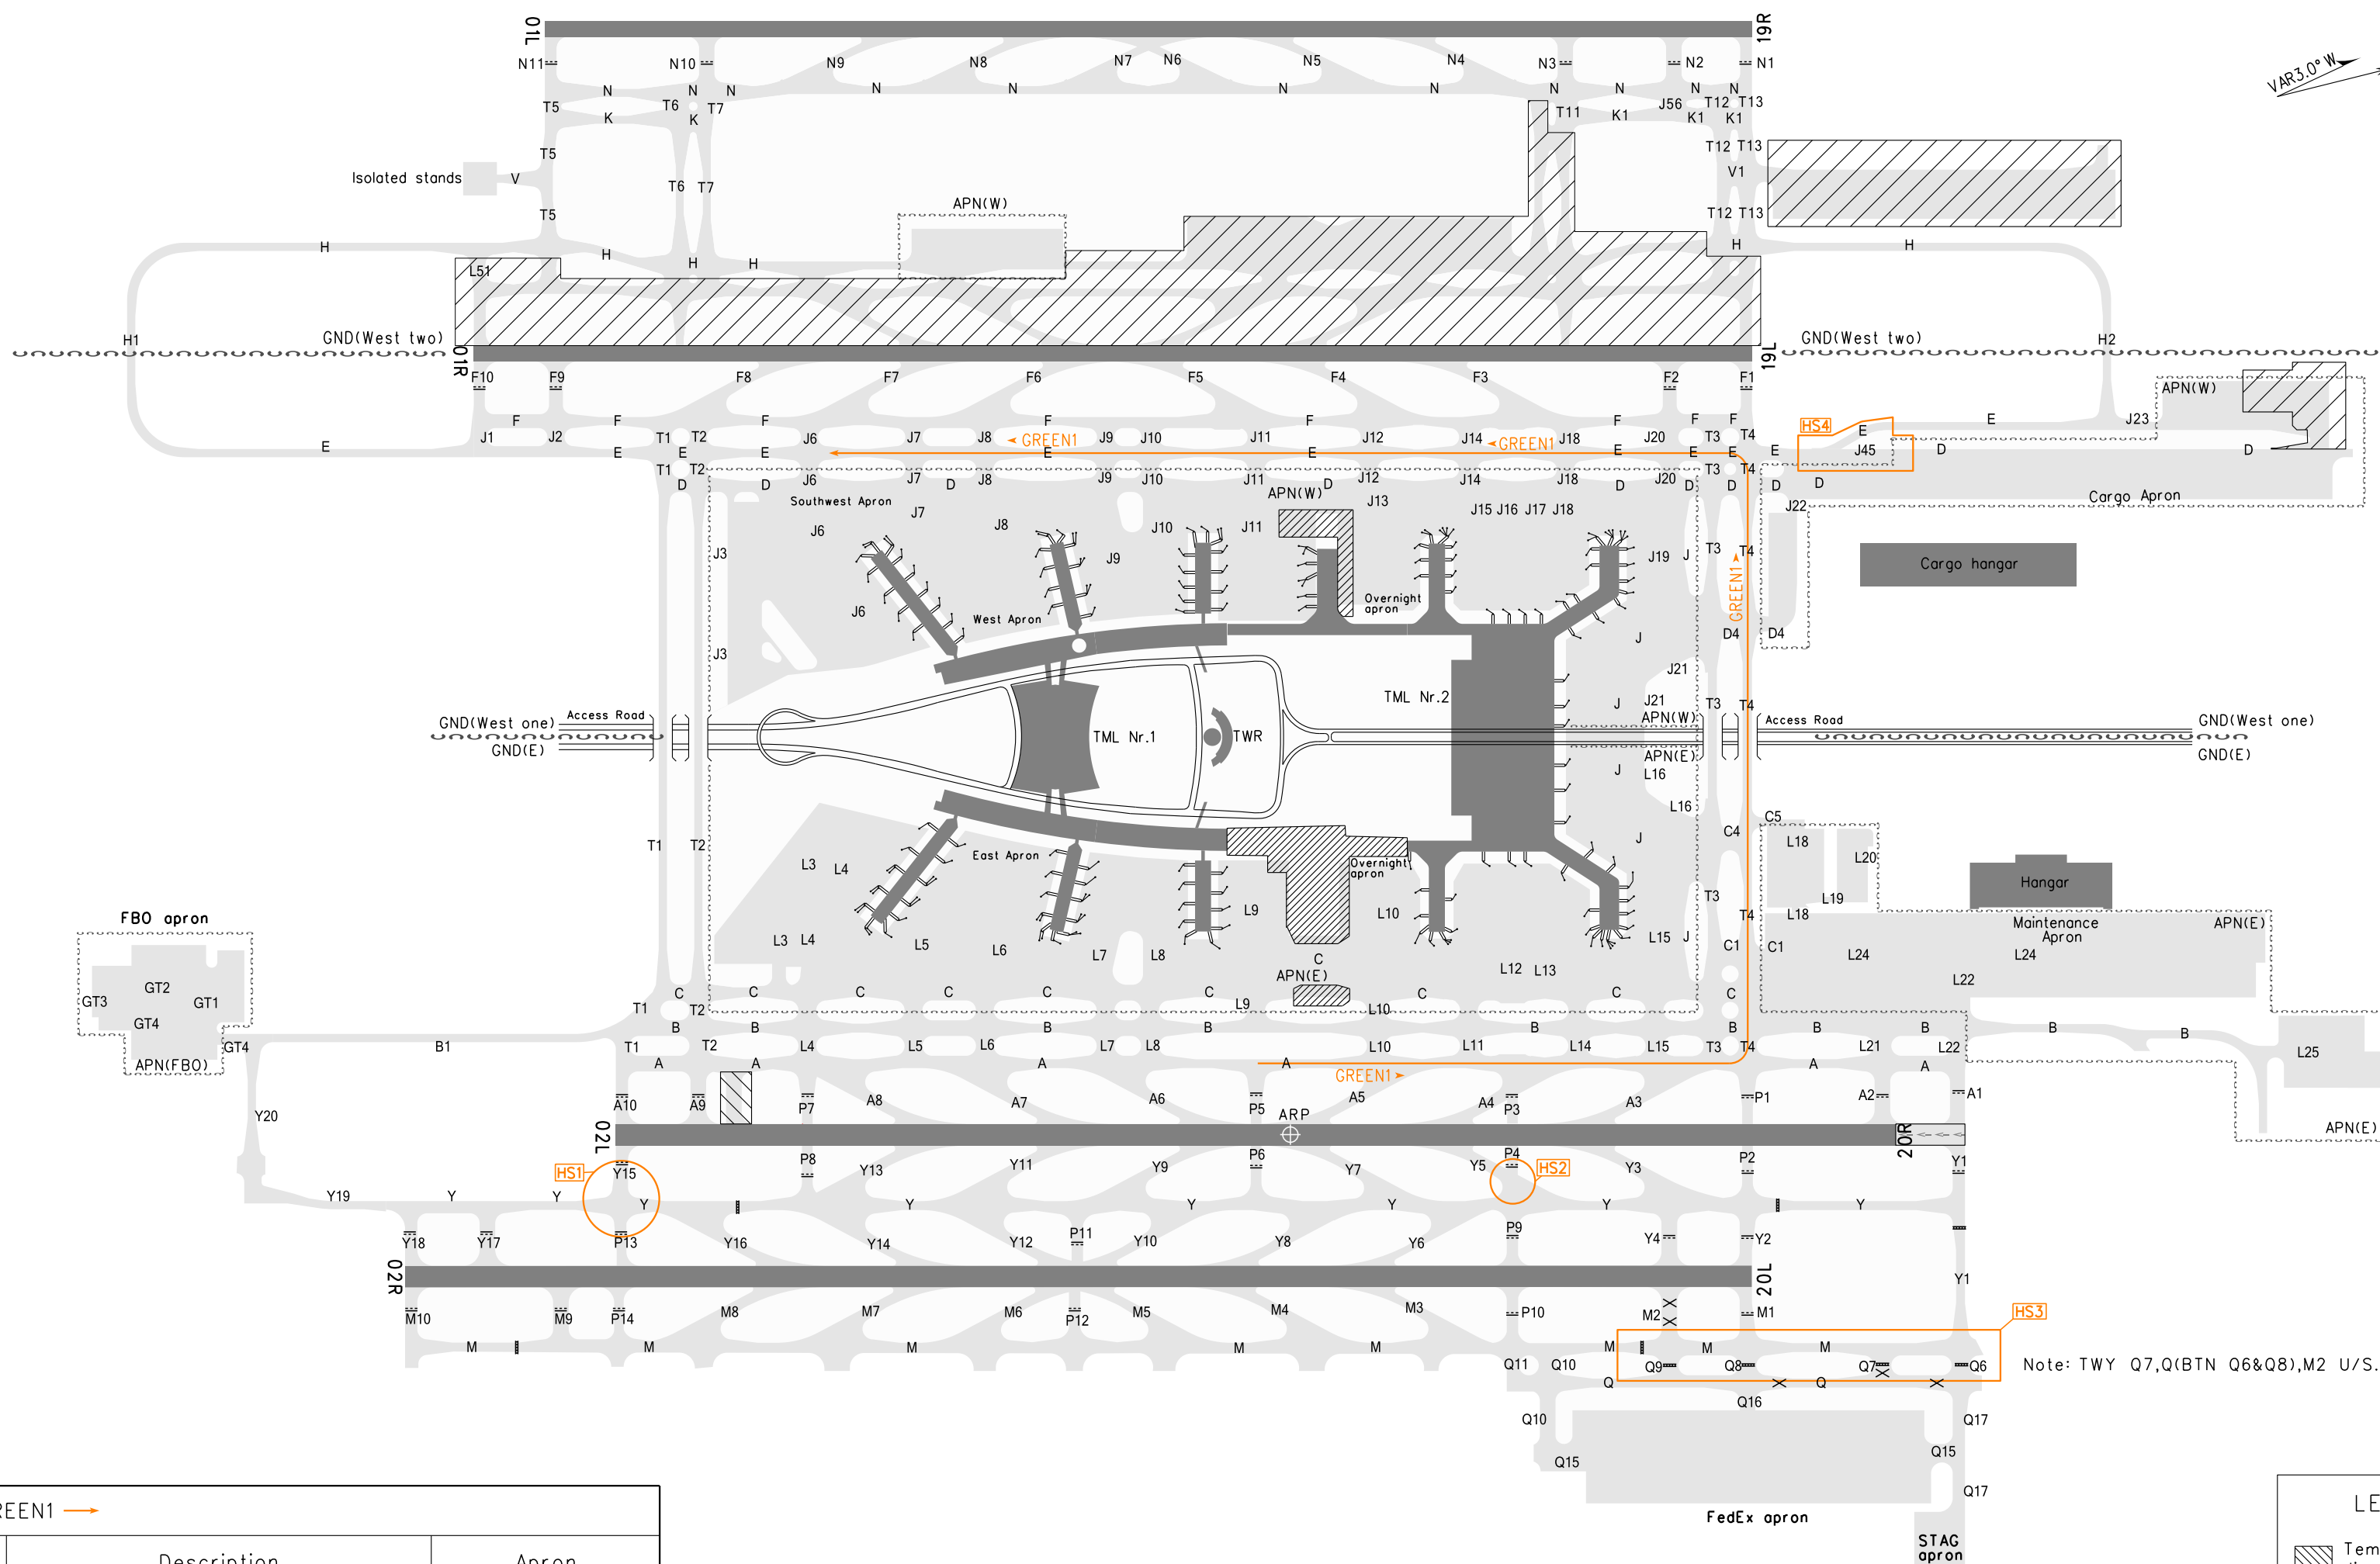 01L 19R
N11 N10 N9 N8 N7 N6 N5 N4 N3 N2 N1
VAR3.0° W
N N N N N N N N N N N
T5 T6 T7 T11 J56 T12 T13
K K K1 K1 K1
T5 T12 T13
Isolated stands V T6 T7 V1
T5 APN(W) T12 T13
H H H H H H
L51
H1 GND(West two) GND(West two) H2
01R 19L
F10 F9 F8 F7 F6 F5 F4 F3 F2 F1
APN(W)
F F F F F F F F J23
HS4
J1 J2 T1 T2 J6 J7 J8 GREEN1 J9 J10 J11 J12 J14 GREEN1 J18 J20 T3 T4 E E
E E E E E E E E E E J45 D D
T1 T2 J6 J7 J8 J9 J10 J11 J12 J14 J18 J20 T3 T4
D D D D D D D D D
Southwest Apron APN(W) J13 Cargo Apron
J7 J15 J16 J17 J18 J22
J6 J8 J10 J11
J3 J9 J19 J T3 T4
Cargo hangar
GREEN1
J6 West Apron Overnight
apron
J3 J D4 D4
J21
TML Nr.2 J J21 T3 T4
GND(West one) Access Road APN(W) Access Road GND(West one)
GND(E) TML Nr.1 TWR APN(E) GND(E)
J L16
L16
T1 T2 J C4 C5
L18
L3 L4 East Apron Overnight
apron
L20
Hangar
T3 L19
FBO apron L9 L10 T4 L18
Maintenance
Apron
APN(E)
L3 L4 L5 L6 L7 L8 L15 J C1 C1 L24 L24
C
APN(E) L12 L13 L22
GT2
GT3 GT1 C C C C C C C C C
T1 T2 L9 L10
GT4 B B B B B B B B B B
GT4 B1 T1 T2 L4 L5 L6 L7 L8 L10 L11 L14 L15 T3 T4 L21 L22 L25
APN(FBO) A A A A A A
GREEN1
A10 A9 P7 A8 A7 A6 P5 A5 A4 P3 A3 P1 A2 A1
Y20 ARP APN(E)
02L 20R
HS1 Y15 P8 Y13 Y11 Y9 P6 Y7 Y5 P4 HS2 Y3 P2 Y1
Y19 Y Y Y Y Y Y Y Y
Y18 Y17 P13 Y16 Y14 Y12 P11 Y10 Y8 Y6 P9 Y4 Y2
02R 20L Y1
M10 M9 P14 M8 M7 M6 P12 M5 M4 M3 P10 M2 M1 HS3
M M M M M M M M
Q11 Q10 Q9 Q8 Q7 Q6 Note: TWY Q7,Q(BTN Q6&Q8),M2 U/S.
Q Q
Q16
Q10 Q17
Q15 Q15
Q17
FedEx apron
STAG
apron
REEN1
Description Apron
LE
Tem